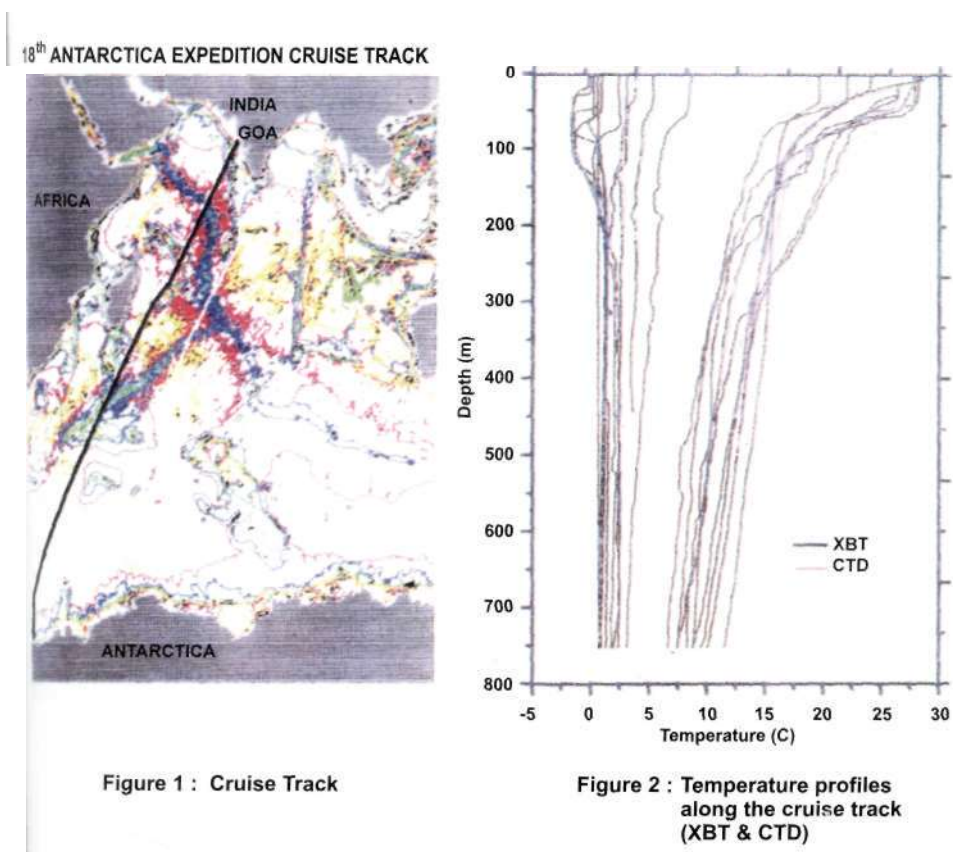 18th ANTARCTICA EXPEDITION CRUISE TRACK
INDIA
GOA
AFRICA
ANTARCTICA
Figure 1 : Cruise Track
0
100
200
300
400
500
600
700
800
Depth (m)
XBT
CTD
-5 0 5 10 15 20 25 30
Temperature (C)
Figure 2 : Temperature profiles
along the cruise track
(XBT & CTD)